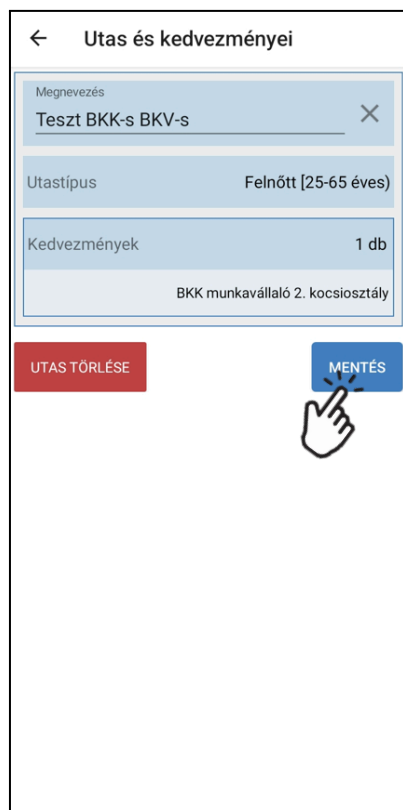 Utas és kedvezményei
Megnevezés
Teszt BKK-s BKV-s
Utastípus Felnőtt [25-65 éves)
Kedvezmények 1 db
BKK munkavállaló 2. kocsiosztály
UTAS TÖRLÉSE MENTÉS